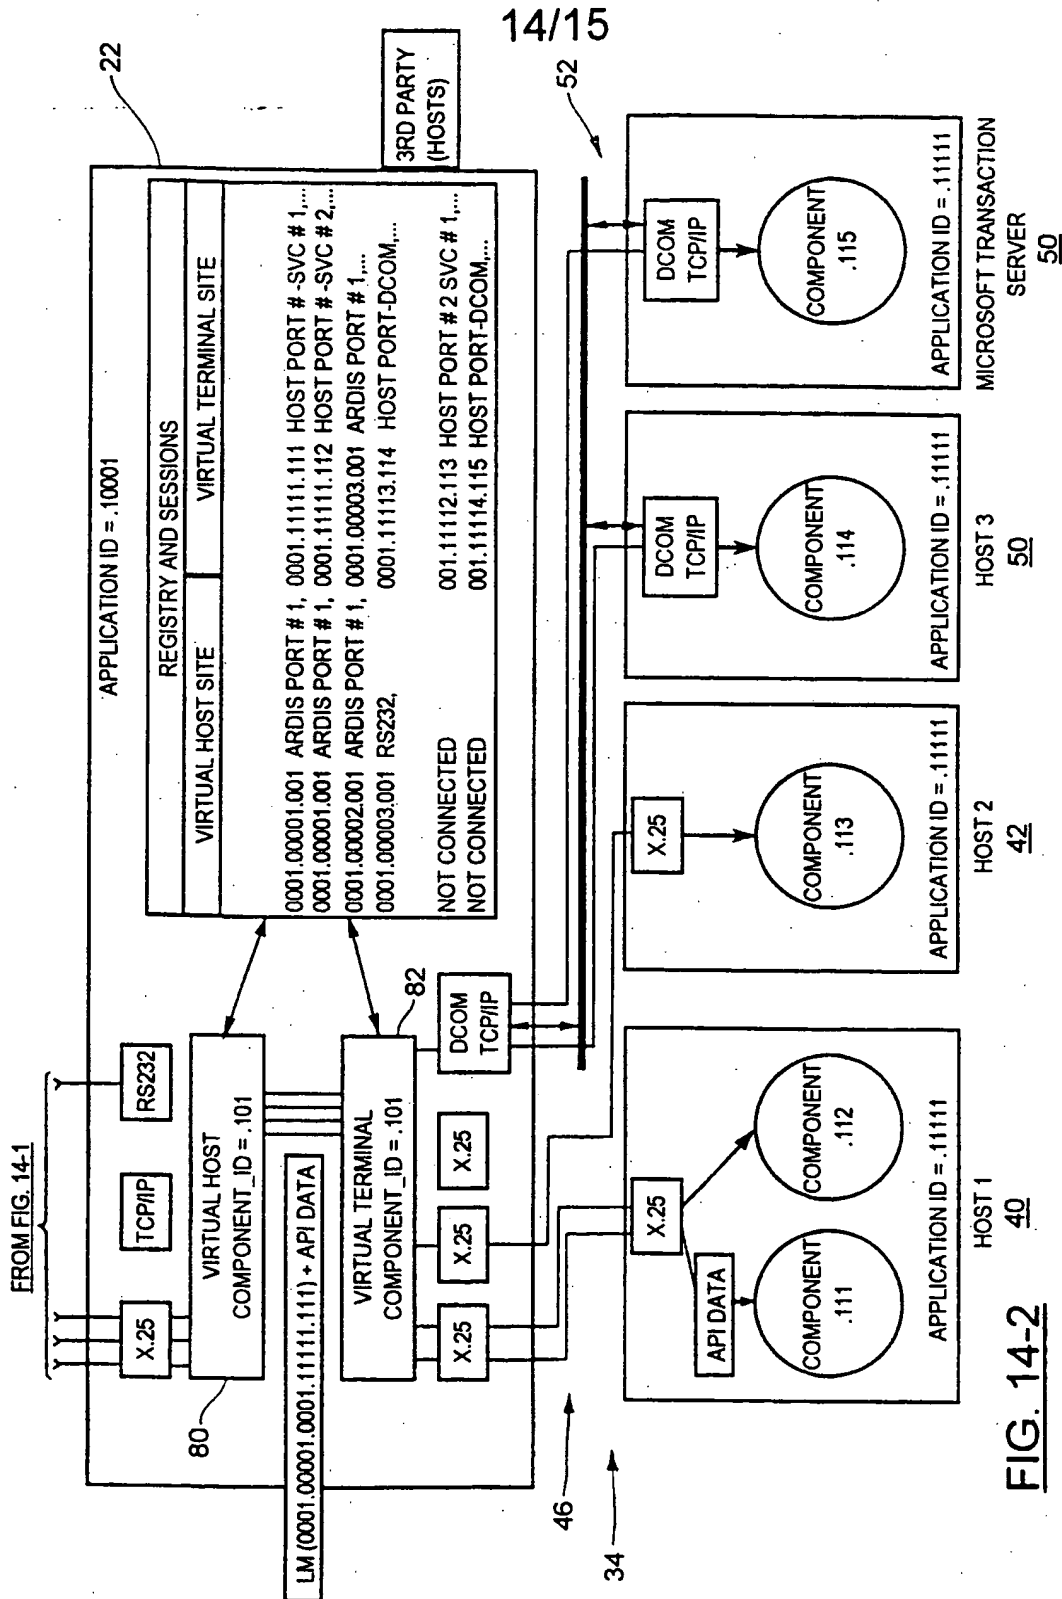 14/15
FROM FIG. 14-1
22
APPLICATION ID = .10001
X.25
TCP/IP
RS232
80
VIRTUAL HOST
COMPONENT_ID = .101
LM (0001.00001.0001.11111.111) + API DATA
VIRTUAL TERMINAL
COMPONENT_ID = .101
82
X.25
X.25
X.25
DCOM
TCP/IP
REGISTRY AND SESSIONS
VIRTUAL HOST SITE
VIRTUAL TERMINAL SITE
0001.00001.001 ARDIS PORT # 1, 0001.11111.111 HOST PORT # -SVC # 1,...
0001.00001.001 ARDIS PORT # 1, 0001.11111.112 HOST PORT # -SVC # 2,...
0001.00002.001 ARDIS PORT # 1, 0001.00003.001 ARDIS PORT # 1,...
0001.00003.001 RS232, 0001.11113.114 HOST PORT-DCOM,...
NOT CONNECTED 001.11112.113 HOST PORT # 2 SVC # 1,...
NOT CONNECTED 001.11114.115 HOST PORT-DCOM,...
3RD PARTY
(HOSTS)
46
34
52
X.25
API DATA
COMPONENT
.111
COMPONENT
.112
APPLICATION ID = .11111
HOST 1
40
X.25
COMPONENT
.113
APPLICATION ID = .11111
HOST 2
42
DCOM
TCP/IP
COMPONENT
.114
APPLICATION ID = .11111
HOST 3
50
DCOM
TCP/IP
COMPONENT
.115
APPLICATION ID = .11111
MICROSOFT TRANSACTION
SERVER
50
FIG. 14-2